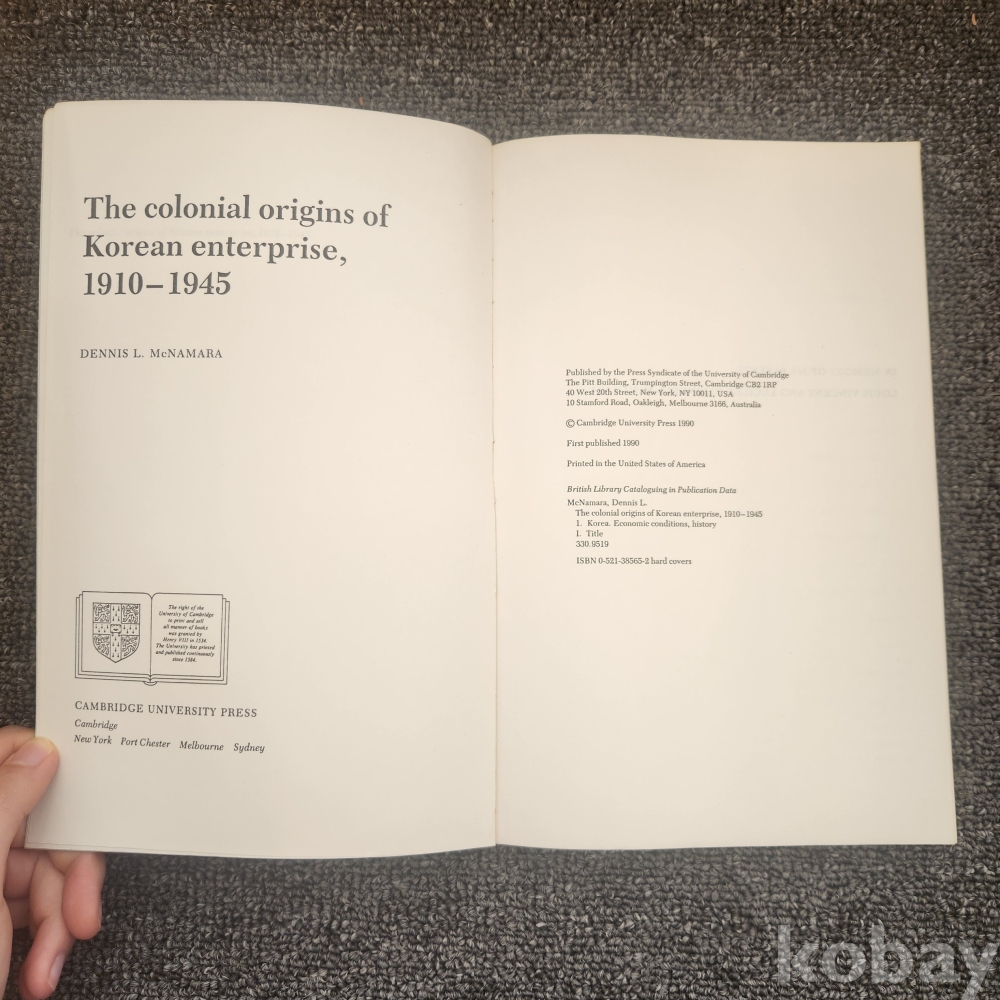 The colonial origins of
Korean enterprise,
1910–1945
DENNIS L. McNAMARA
The right of the
University of Cambridge
to print and sell
all manner of books
was granted by
Henry VIII in 1534.
The University has printed
and published continuously
since 1584.
CAMBRIDGE UNIVERSITY PRESS
Cambridge
New York Port Chester Melbourne Sydney
Published by the Press Syndicate of the University of Cambridge
The Pitt Building, Trumpington Street, Cambridge CB2 1RP
40 West 20th Street, New York, NY 10011, USA
10 Stamford Road, Oakleigh, Melbourne 3166, Australia
© Cambridge University Press 1990
First published 1990
Printed in the United States of America
British Library Cataloguing in Publication Data
McNamara, Dennis L.
The colonial origins of Korean enterprise, 1910–1945
1. Korea. Economic conditions, history
I. Title
330.9519
ISBN 0-521-38565-2 hard covers
kobay